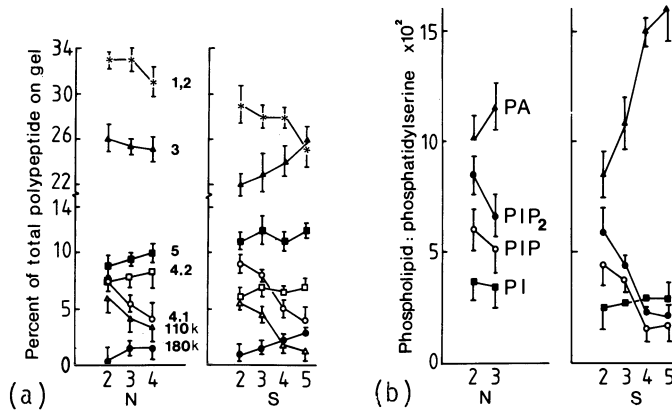 Percent of total polypeptide on gel
34
30
26
22
14
10
5
0
1,2
3
5
4.2
4.1
110k
180k
2 3 4
N
2 3 4 5
S
(a)
Phospholipid : phosphatidylserine x10²
15
10
5
0
PA
PIP₂
PIP
PI
2 3
N
2 3 4 5
S
(b)